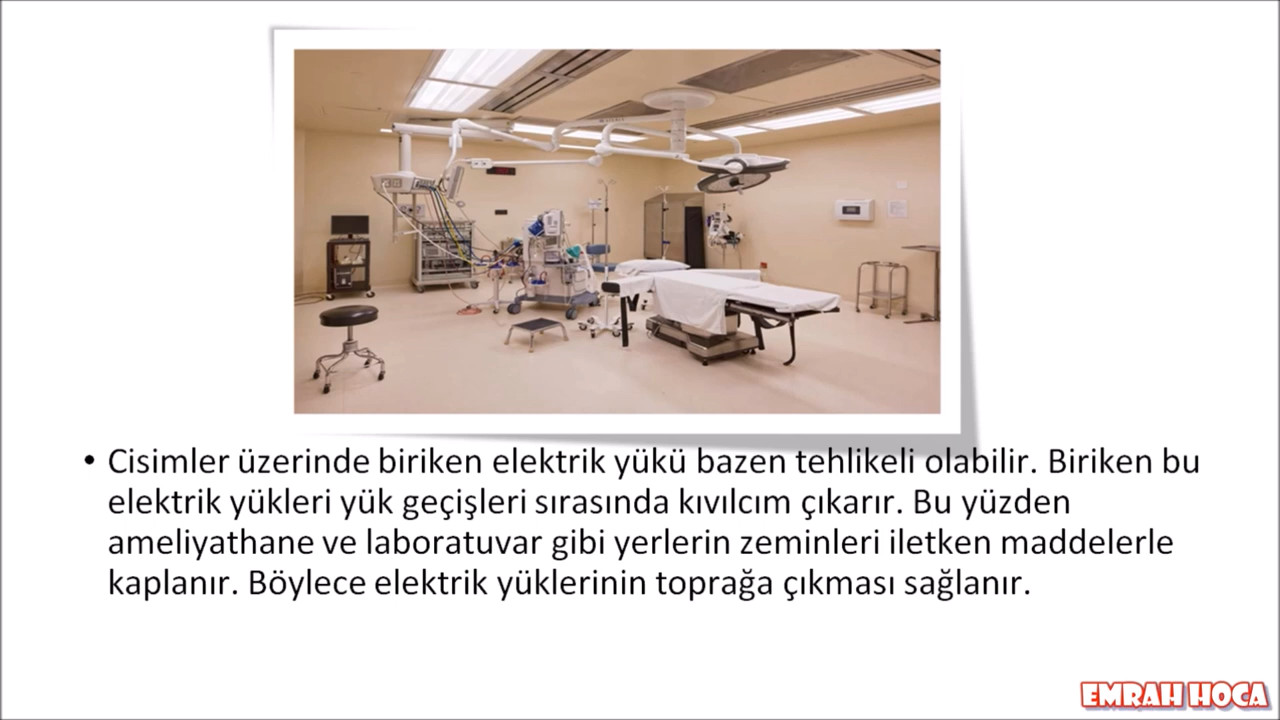 • Cisimler üzerinde biriken elektrik yükü bazen tehlikeli olabilir. Biriken bu
elektrik yükleri yük geçişleri sırasında kıvılcım çıkarır. Bu yüzden
ameliyathane ve laboratuvar gibi yerlerin zeminleri iletken maddelerle
kaplanır. Böylece elektrik yüklerinin toprağa çıkması sağlanır.
EMRAH HOCA